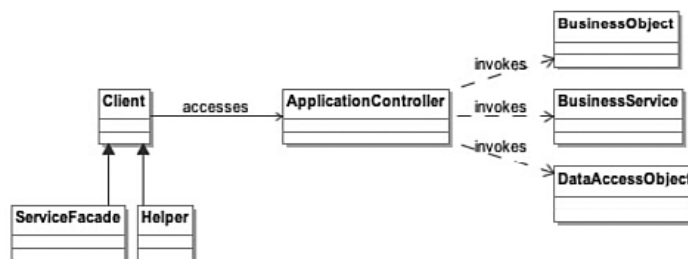 BusinessObject
invokes
Client
accesses
ApplicationController
invokes
BusinessService
invokes
DataAccessObject
ServiceFacade
Helper